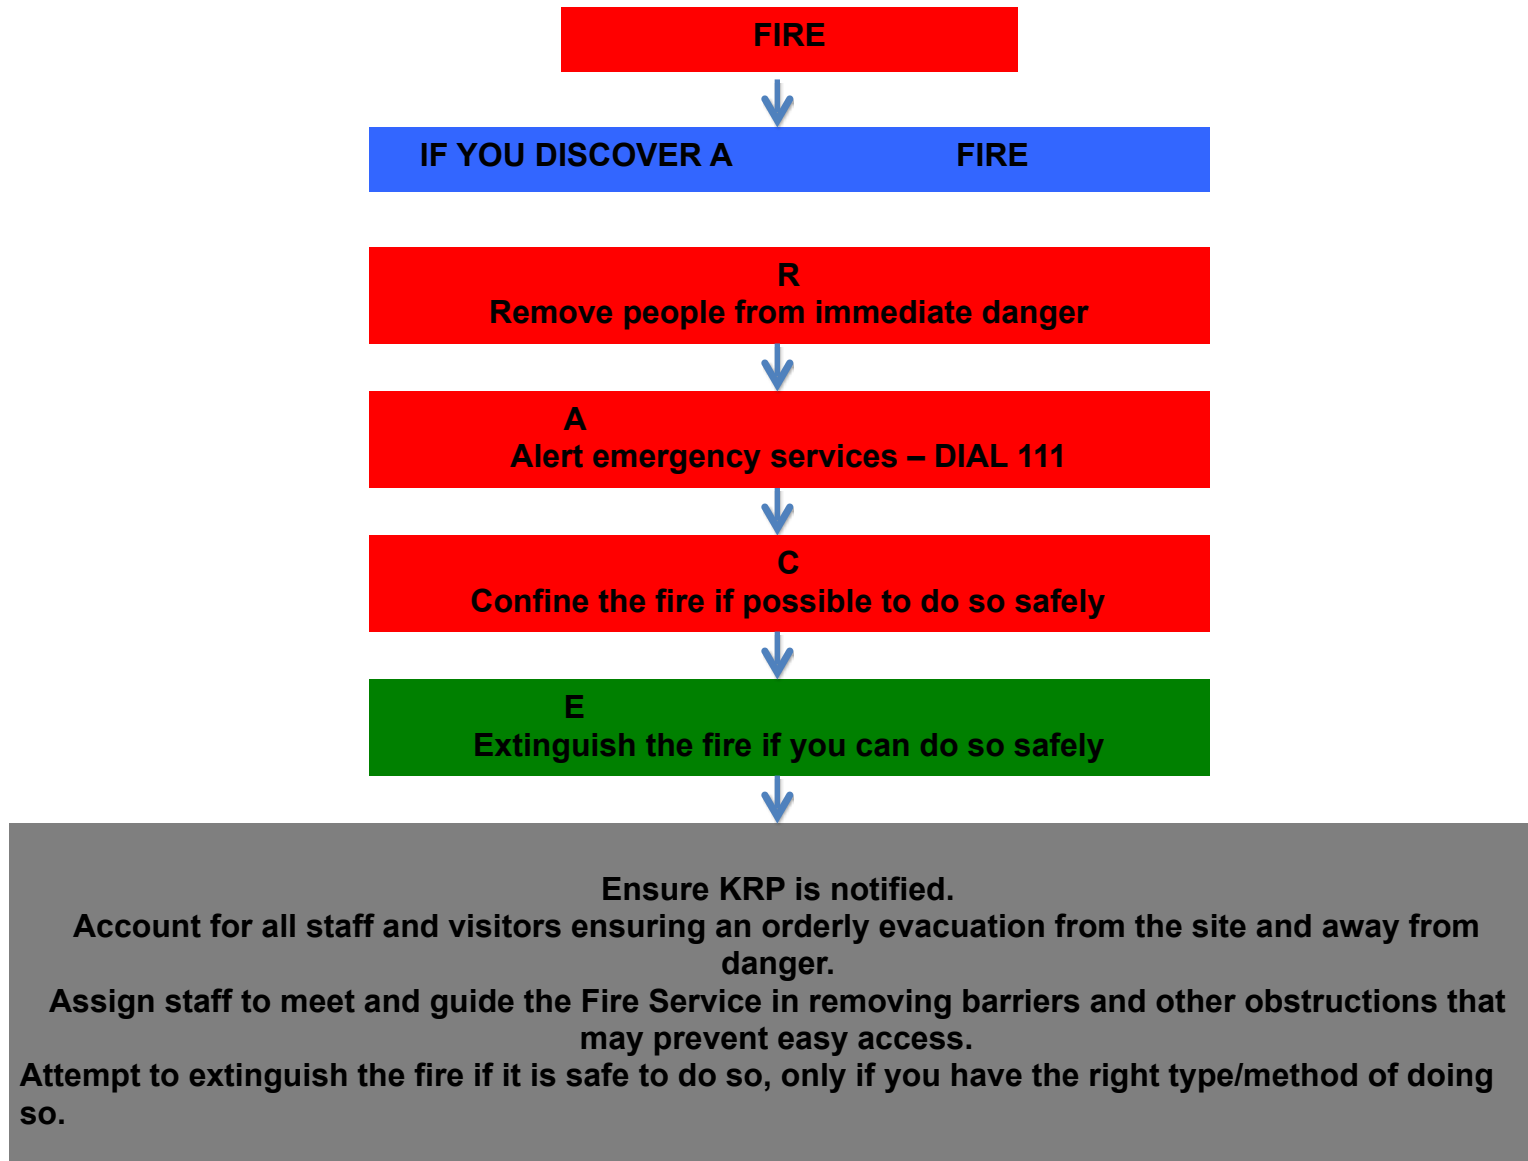 FIRE
IF YOU DISCOVER A FIRE
R
Remove people from immediate danger
A
Alert emergency services – DIAL 111
C
Confine the fire if possible to do so safely
E
Extinguish the fire if you can do so safely
Ensure KRP is notified.
Account for all staff and visitors ensuring an orderly evacuation from the site and away from
danger.
Assign staff to meet and guide the Fire Service in removing barriers and other obstructions that
may prevent easy access.
Attempt to extinguish the fire if it is safe to do so, only if you have the right type/method of doing
so.